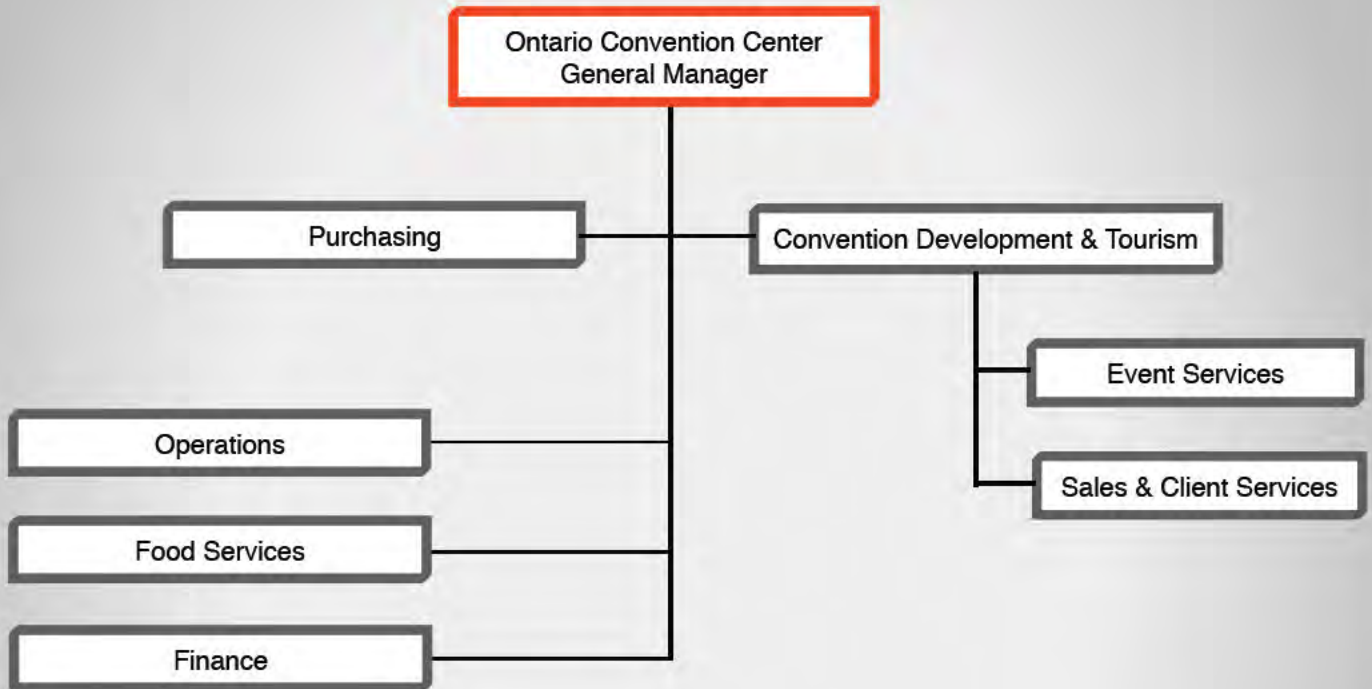 Ontario Convention Center
General Manager
Purchasing
Convention Development & Tourism
Event Services
Operations
Sales & Client Services
Food Services
Finance